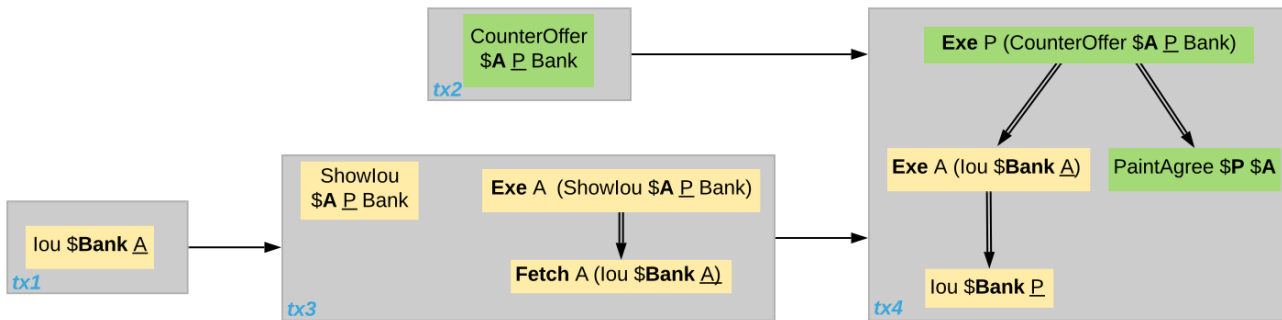 CounterOffer
$A P Bank
tx2
Exe P (CounterOffer $A P Bank)
Exe A (Iou $Bank A)
PaintAgree $P $A
Iou $Bank P
tx4
ShowIou
$A P Bank
Exe A (ShowIou $A P Bank)
Fetch A (Iou $Bank A)
tx3
Iou $Bank A
tx1